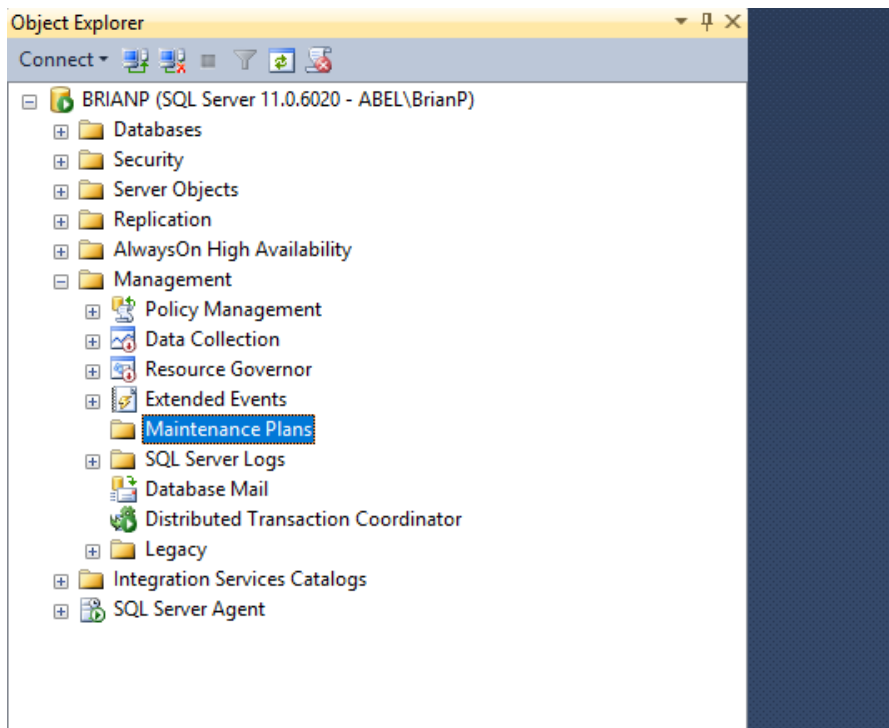 Object Explorer
Connect
BRIANP (SQL Server 11.0.6020 - ABEL\BrianP)
Databases
Security
Server Objects
Replication
AlwaysOn High Availability
Management
Policy Management
Data Collection
Resource Governor
Extended Events
Maintenance Plans
SQL Server Logs
Database Mail
Distributed Transaction Coordinator
Legacy
Integration Services Catalogs
SQL Server Agent